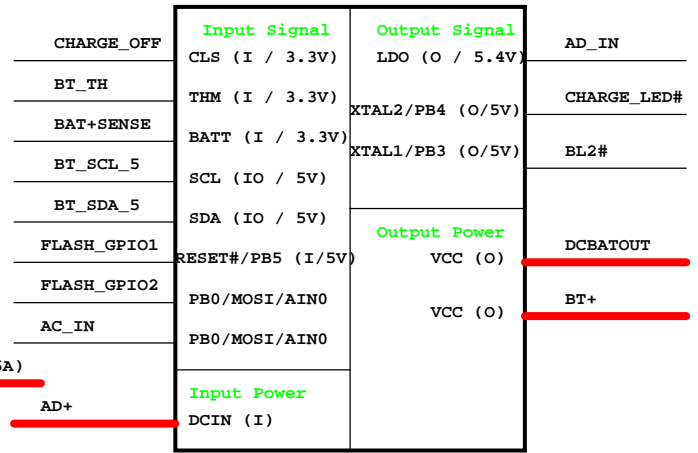 Input Signal
Output Signal
CHARGE_OFF
CLS (I / 3.3V)
LDO (O / 5.4V)
AD_IN
BT_TH
THM (I / 3.3V)
XTAL2/PB4 (O/5V)
CHARGE_LED#
BAT+SENSE
BATT (I / 3.3V)
XTAL1/PB3 (O/5V)
BL2#
BT_SCL_5
SCL (IO / 5V)
BT_SDA_5
SDA (IO / 5V)
Output Power
FLASH_GPIO1
RESET#/PB5 (I/5V)
VCC (O)
DCBATOUT
FLASH_GPIO2
PB0/MOSI/AIN0
VCC (O)
BT+
AC_IN
PB0/MOSI/AIN0
A)
Input Power
AD+
DCIN (I)